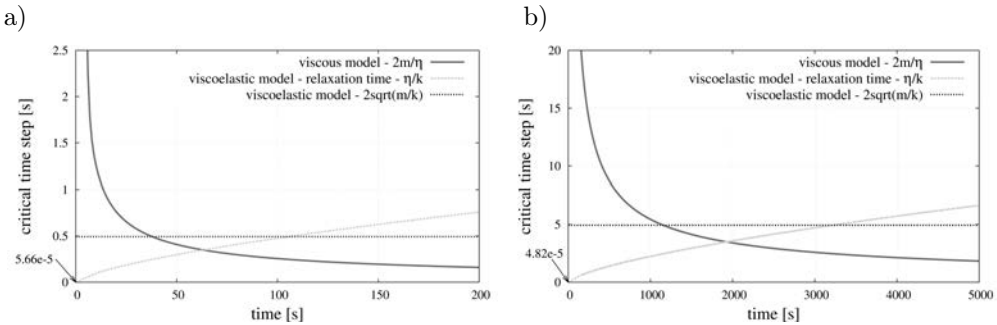 a)
2.5
2
1.5
1
0.5
0
critical time step [s]
5.66e-5
viscous model - 2m/η
viscoelastic model - relaxation time - η/k
viscoelastic model - 2sqrt(m/k)
0 50 100 150 200
time [s]
b)
20
15
10
5
0
critical time step [s]
4.82e-5
viscous model - 2m/η
viscoelastic model - relaxation time - η/k
viscoelastic model - 2sqrt(m/k)
0 1000 2000 3000 4000 5000
time [s]